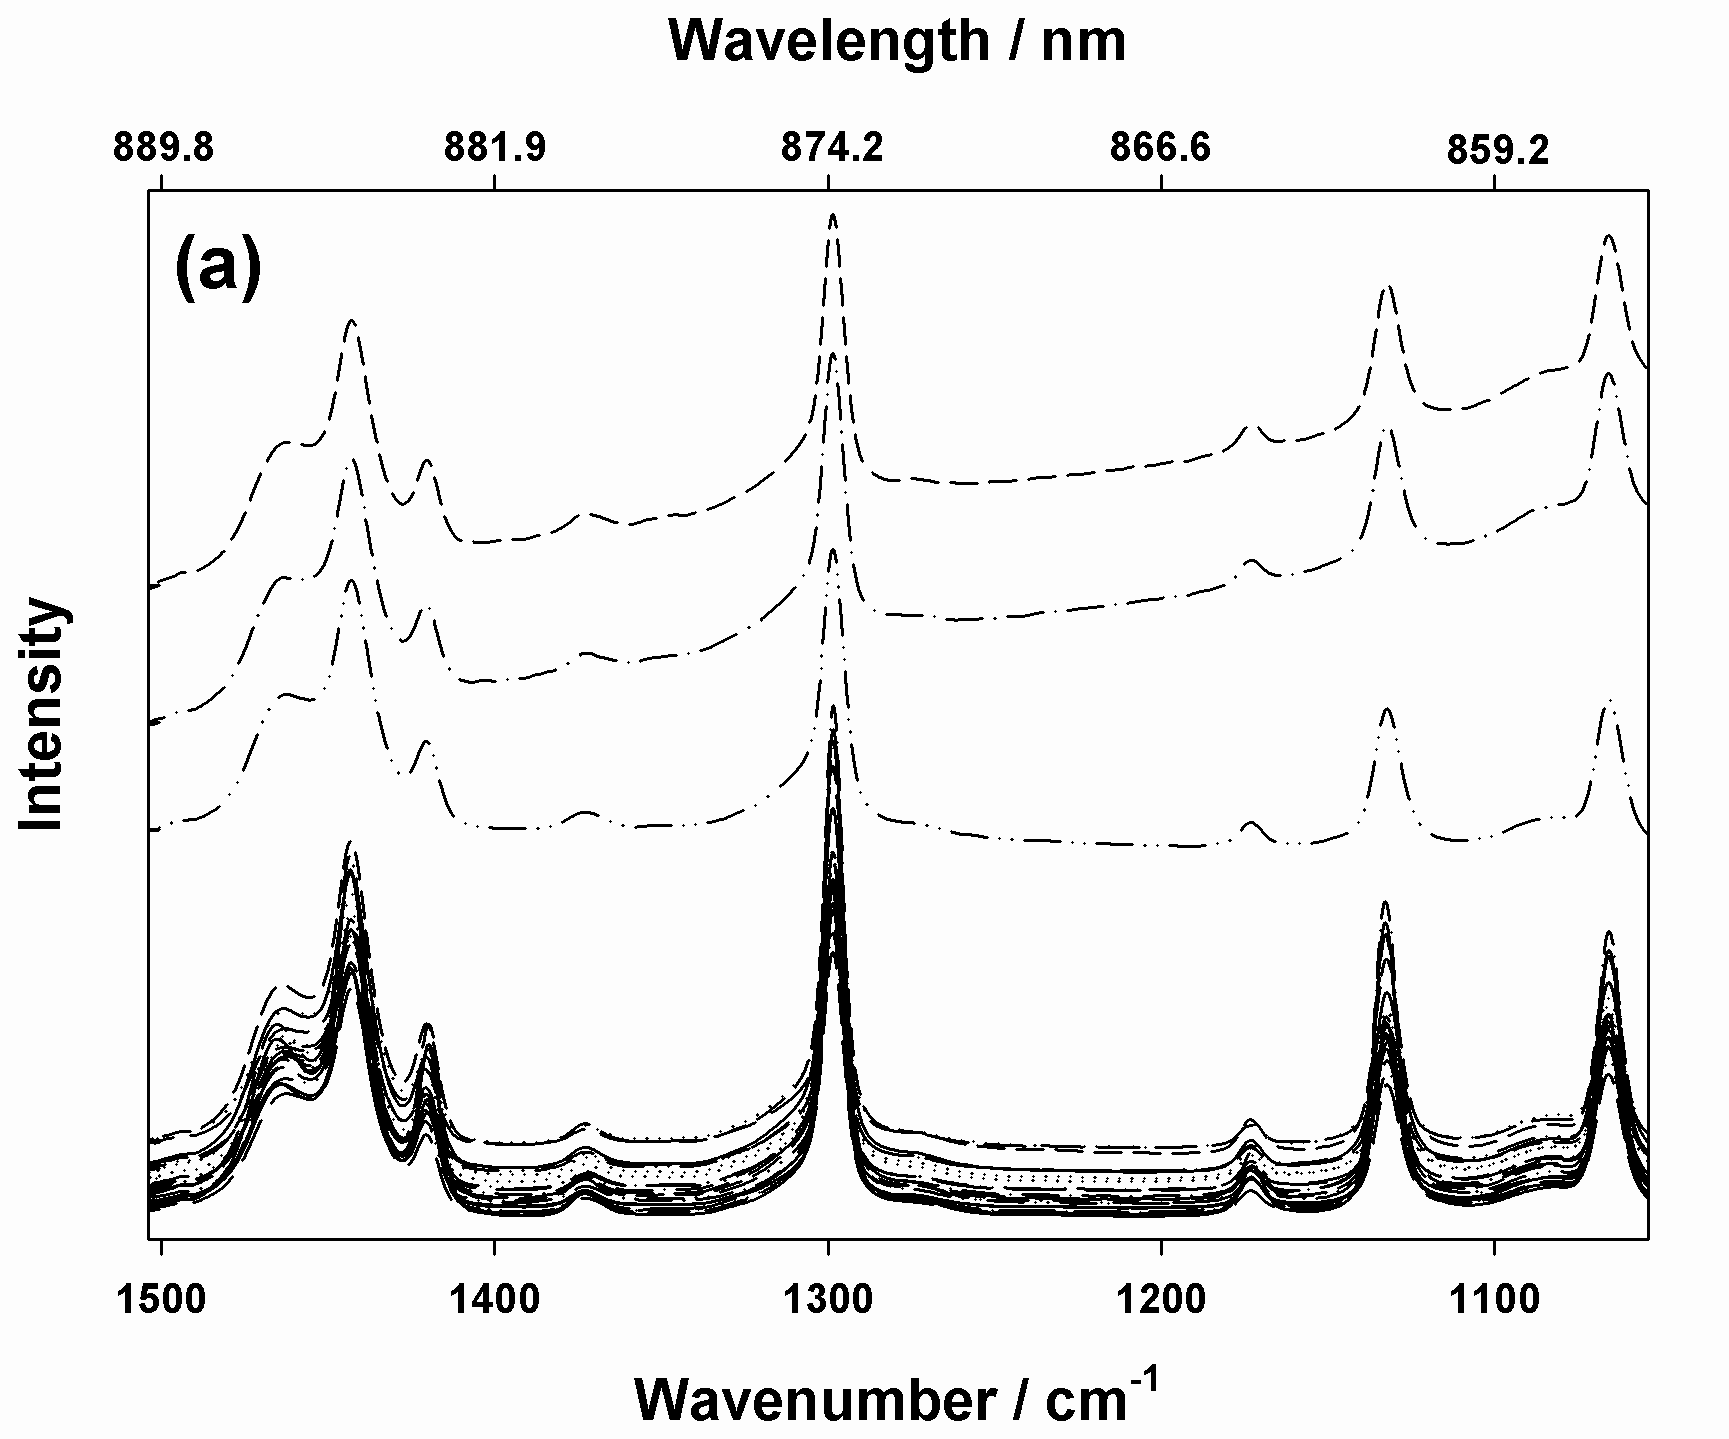 Wavelength / nm
889.8 881.9 874.2 866.6 859.2
(a)
Intensity
1500 1400 1300 1200 1100
Wavenumber / cm⁻¹